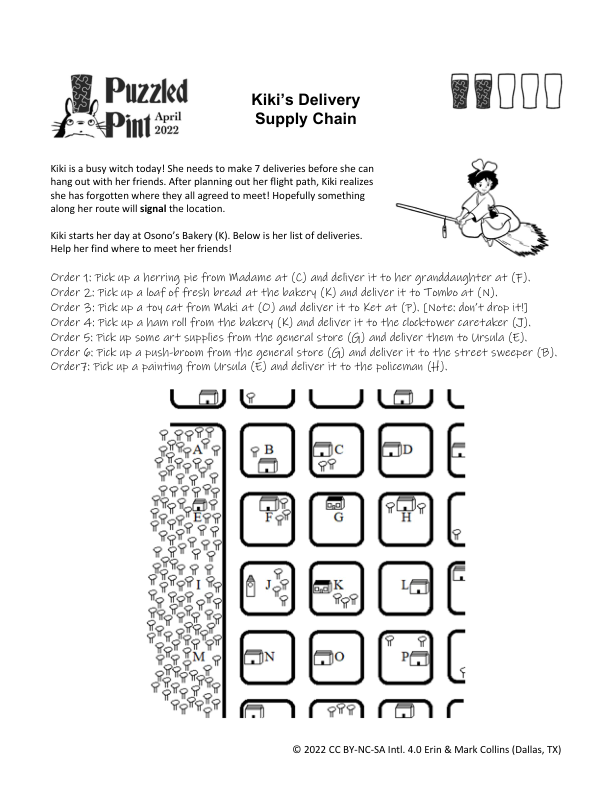 Puzzled
Pint April
2022
Kiki's Delivery
Supply Chain
Kiki is a busy witch today! She needs to make 7 deliveries before she can
hang out with her friends. After planning out her flight path, Kiki realizes
she has forgotten where they all agreed to meet! Hopefully something
along her route will signal the location.
Kiki starts her day at Osono's Bakery (K). Below is her list of deliveries.
Help her find where to meet her friends!
Order 1: Pick up a herring pie from Madame at (C) and deliver it to her granddaughter at (F).
Order 2: Pick up a loaf of fresh bread at the bakery (K) and deliver it to Tombo at (N).
Order 3: Pick up a toy cat from Maki at (O) and deliver it to Ket at (P). [Note: don't drop it!]
Order 4: Pick up a ham roll from the bakery (K) and deliver it to the clocktower caretaker (J).
Order 5: Pick up some art supplies from the general store (G) and deliver them to Ursula (E).
Order 6: Pick up a push-broom from the general store (G) and deliver it to the street sweeper (B).
Order7: Pick up a painting from Ursula (E) and deliver it to the policeman (H).
A B C D
E F G H
I J K L
M N O P
© 2022 CC BY-NC-SA Intl. 4.0 Erin & Mark Collins (Dallas, TX)